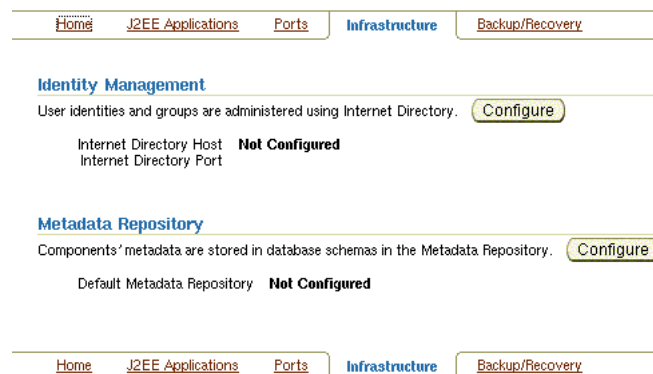 Home J2EE Applications Ports Infrastructure Backup/Recovery
Identity Management
User identities and groups are administered using Internet Directory. Configure
Internet Directory Host Not Configured
Internet Directory Port
Metadata Repository
Components' metadata are stored in database schemas in the Metadata Repository. Configure
Default Metadata Repository Not Configured
Home J2EE Applications Ports Infrastructure Backup/Recovery